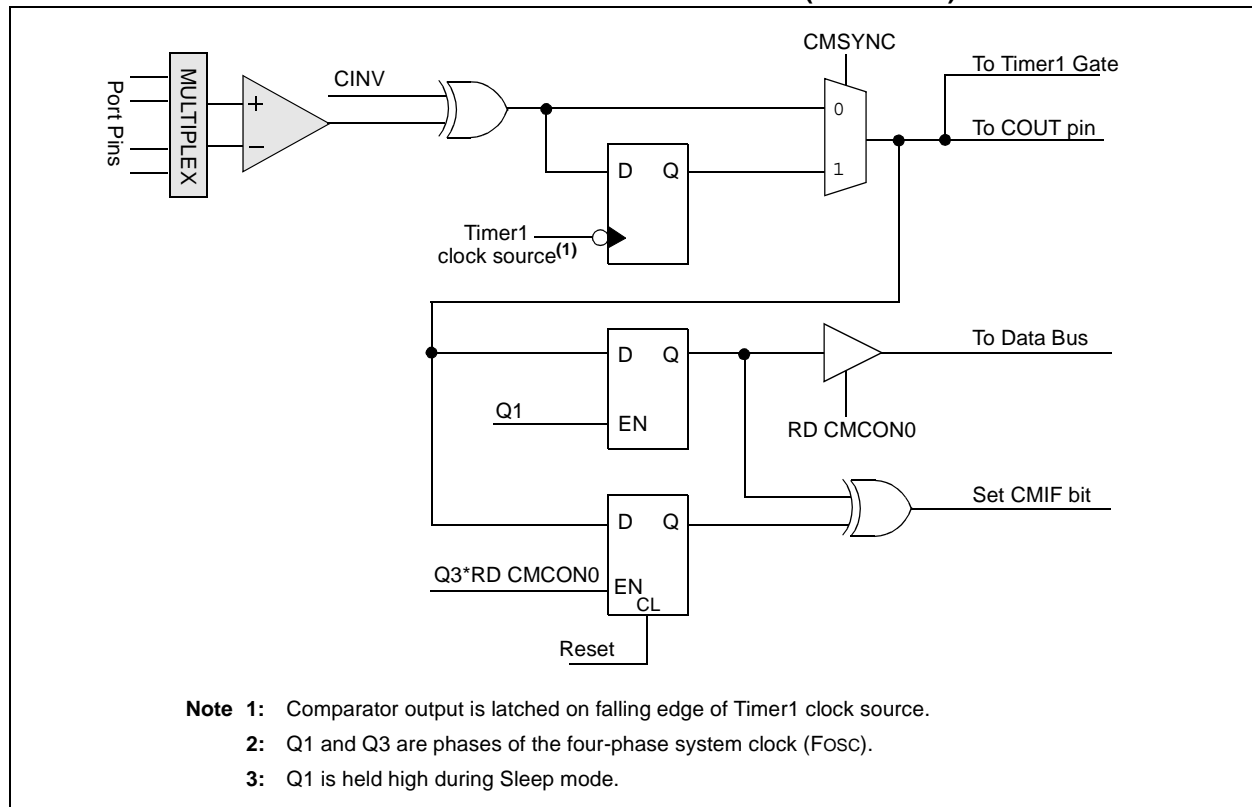 CMSYNC
To Timer1 Gate
CINV
MULTIPLEX
Port Pins
+
−
0
To COUT pin
D Q
1
Timer1
clock source(1)
D Q
To Data Bus
Q1
EN
RD CMCON0
Set CMIF bit
D Q
Q3*RD CMCON0
EN
CL
Reset
Note 1: Comparator output is latched on falling edge of Timer1 clock source.
2: Q1 and Q3 are phases of the four-phase system clock (FOSC).
3: Q1 is held high during Sleep mode.